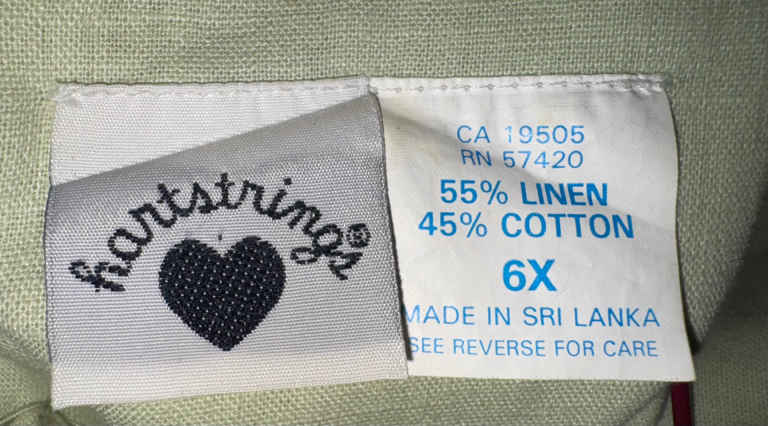 hartstrings®
CA 19505
RN 57420
55% LINEN
45% COTTON
6X
MADE IN SRI LANKA
SEE REVERSE FOR CARE